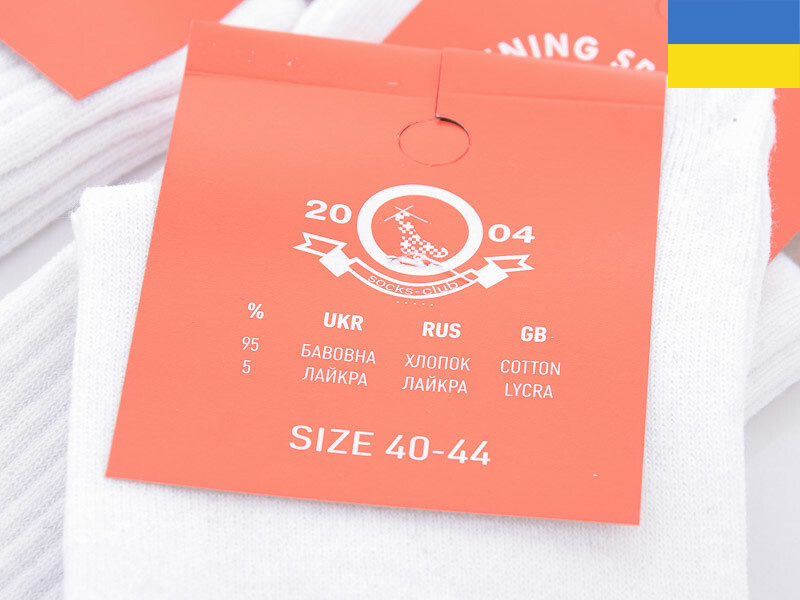 NING
20 04
socks-club
% UKR RUS GB
95 БАВОВНА ХЛОПОК COTTON
5 ЛАЙКРА ЛАЙКРА LYCRA
SIZE 40-44